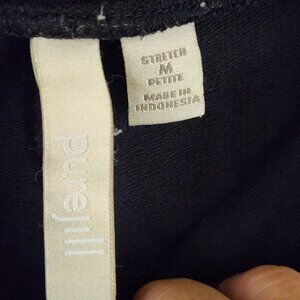 STRETCH
M
PETITE
MADE IN
INDONESIA
purejill